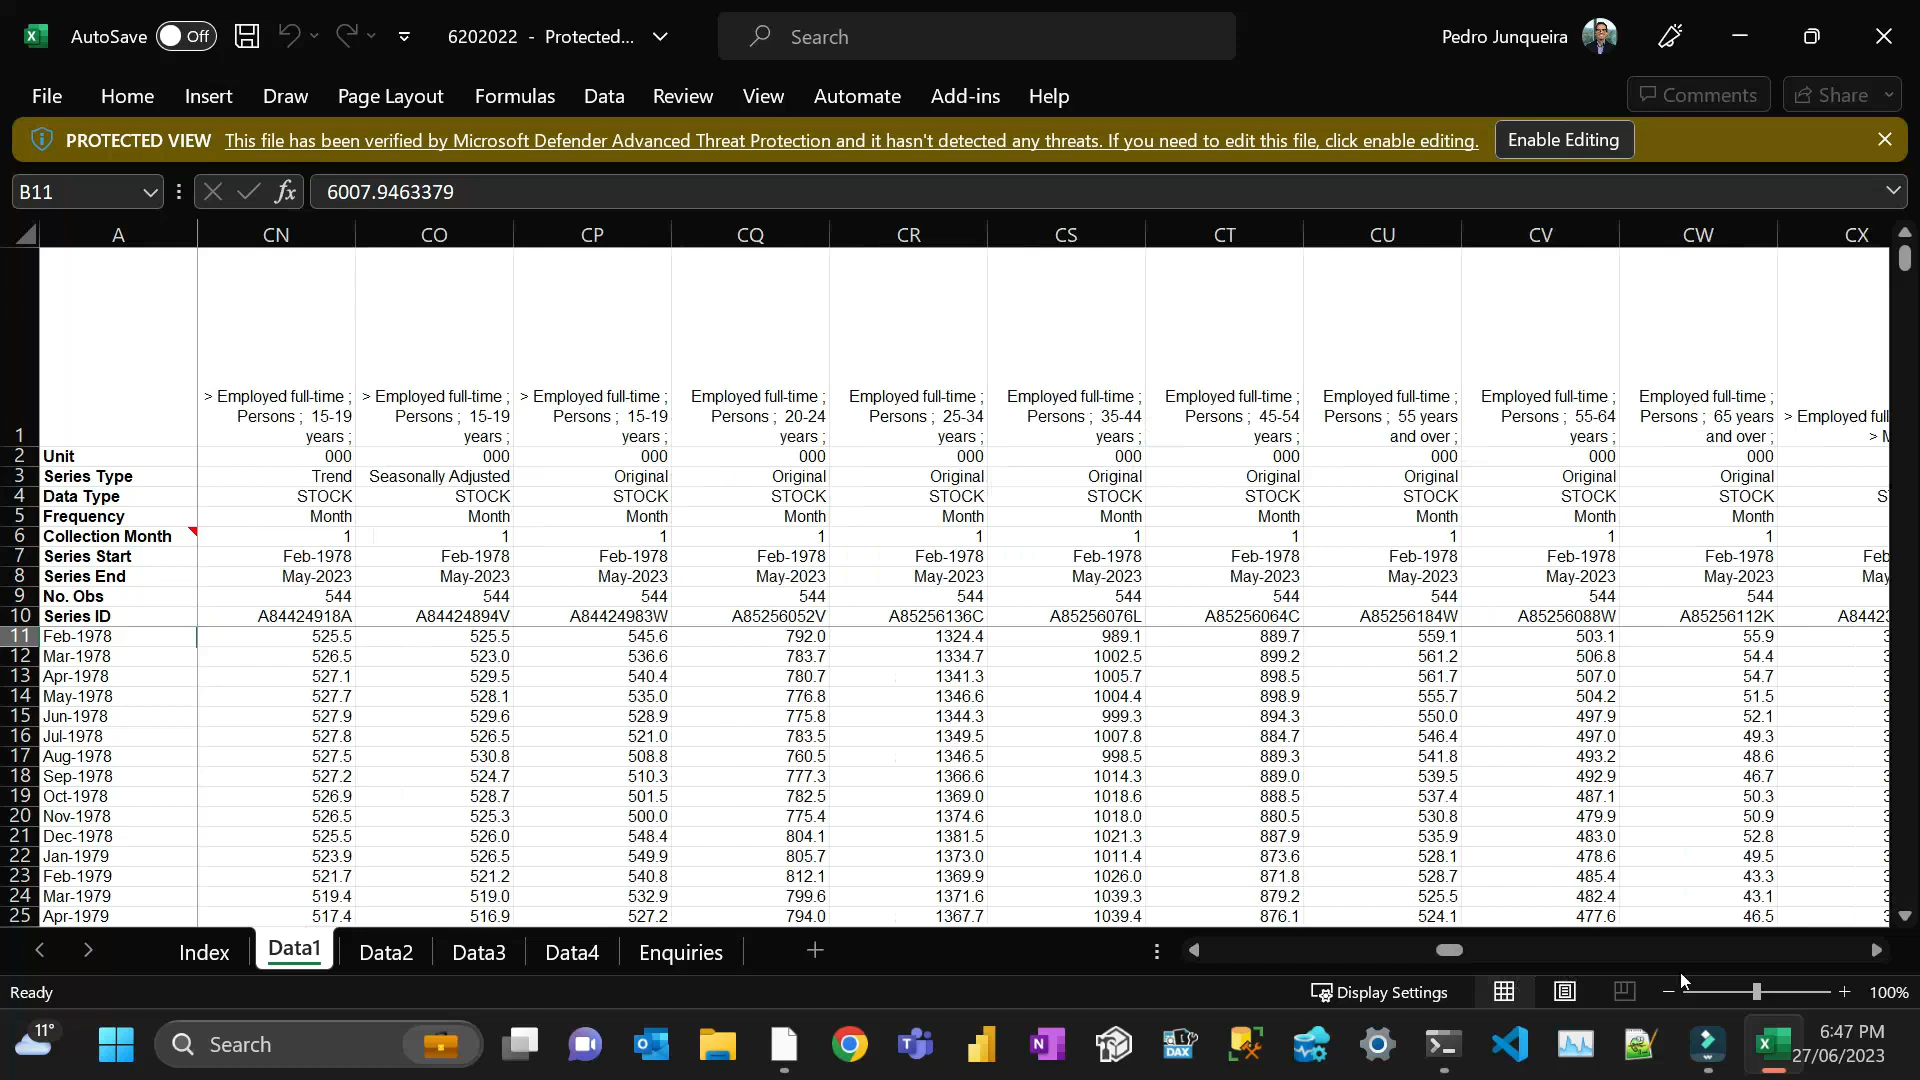 AutoSave Off 6202022 - Protected... Search Pedro Junqueira
File Home Insert Draw Page Layout Formulas Data Review View Automate Add-ins Help Comments Share
PROTECTED VIEW This file has been verified by Microsoft Defender Advanced Threat Protection and it hasn't detected any threats. If you need to edit this file, click enable editing. Enable Editing
B11 fx 6007.9463379
A CN CO CP CQ CR CS CT CU CV CW CX
> Employed full-time ; > Employed full-time ; > Employed full-time ; Employed full-time ; Employed full-time ; Employed full-time ; Employed full-time ; Employed full-time ; Employed full-time ; Employed full-time ;
Persons ; 15-19 Persons ; 15-19 Persons ; 15-19 Persons ; 20-24 Persons ; 25-34 Persons ; 35-44 Persons ; 45-54 Persons ; 55 years Persons ; 55-64 Persons ; 65 years > Employed full
1 years ; years ; years ; years ; years ; years ; years ; and over ; years ; and over ; >
2 Unit 000 000 000 000 000 000 000 000 000 000
3 Series Type Trend Seasonally Adjusted Original Original Original Original Original Original Original Original
4 Data Type STOCK STOCK STOCK STOCK STOCK STOCK STOCK STOCK STOCK STOCK S
5 Frequency Month Month Month Month Month Month Month Month Month Month
6 Collection Month 1 1 1 1 1 1 1 1 1 1
7 Series Start Feb-1978 Feb-1978 Feb-1978 Feb-1978 Feb-1978 Feb-1978 Feb-1978 Feb-1978 Feb-1978 Feb-1978 Feb
8 Series End May-2023 May-2023 May-2023 May-2023 May-2023 May-2023 May-2023 May-2023 May-2023 May-2023 May
9 No. Obs 544 544 544 544 544 544 544 544 544 544
10 Series ID A84424918A A84424894V A84424983W A85256052V A85256136C A85256076L A85256064C A85256184W A85256088W A85256112K A8442
11 Feb-1978 525.5 525.5 545.6 792.0 1324.4 989.1 889.7 559.1 503.1 55.9
12 Mar-1978 526.5 523.0 536.6 783.7 1334.7 1002.5 899.2 561.2 506.8 54.4
13 Apr-1978 527.1 529.5 540.4 780.7 1341.3 1005.7 898.5 561.7 507.0 54.7
14 May-1978 527.7 528.1 535.0 776.8 1346.6 1004.4 898.9 555.7 504.2 51.5
15 Jun-1978 527.9 529.6 528.9 775.8 1344.3 999.3 894.3 550.0 497.9 52.1
16 Jul-1978 527.8 526.5 521.0 783.5 1349.5 1007.8 884.7 546.4 497.0 49.3
17 Aug-1978 527.5 530.8 508.8 760.5 1346.5 998.5 889.3 541.8 493.2 48.6
18 Sep-1978 527.2 524.7 510.3 777.3 1366.6 1014.3 889.0 539.5 492.9 46.7
19 Oct-1978 526.9 528.7 501.5 782.5 1369.0 1018.6 888.5 537.4 487.1 50.3
20 Nov-1978 526.5 525.3 500.0 775.4 1374.6 1018.0 880.5 530.8 479.9 50.9
21 Dec-1978 525.5 526.0 548.4 804.1 1381.5 1021.3 887.9 535.9 483.0 52.8
22 Jan-1979 523.9 526.5 549.9 805.7 1373.0 1011.4 873.6 528.1 478.6 49.5
23 Feb-1979 521.7 521.2 540.8 812.1 1369.9 1026.0 871.8 528.7 485.4 43.3
24 Mar-1979 519.4 519.0 532.9 799.6 1371.6 1039.3 879.2 525.5 482.4 43.1
25 Apr-1979 517.4 516.9 527.2 794.0 1367.7 1039.4 876.1 524.1 477.6 46.5
Index Data1 Data2 Data3 Data4 Enquiries
Ready Display Settings 100%
11° Search 6:47 PM
27/06/2023